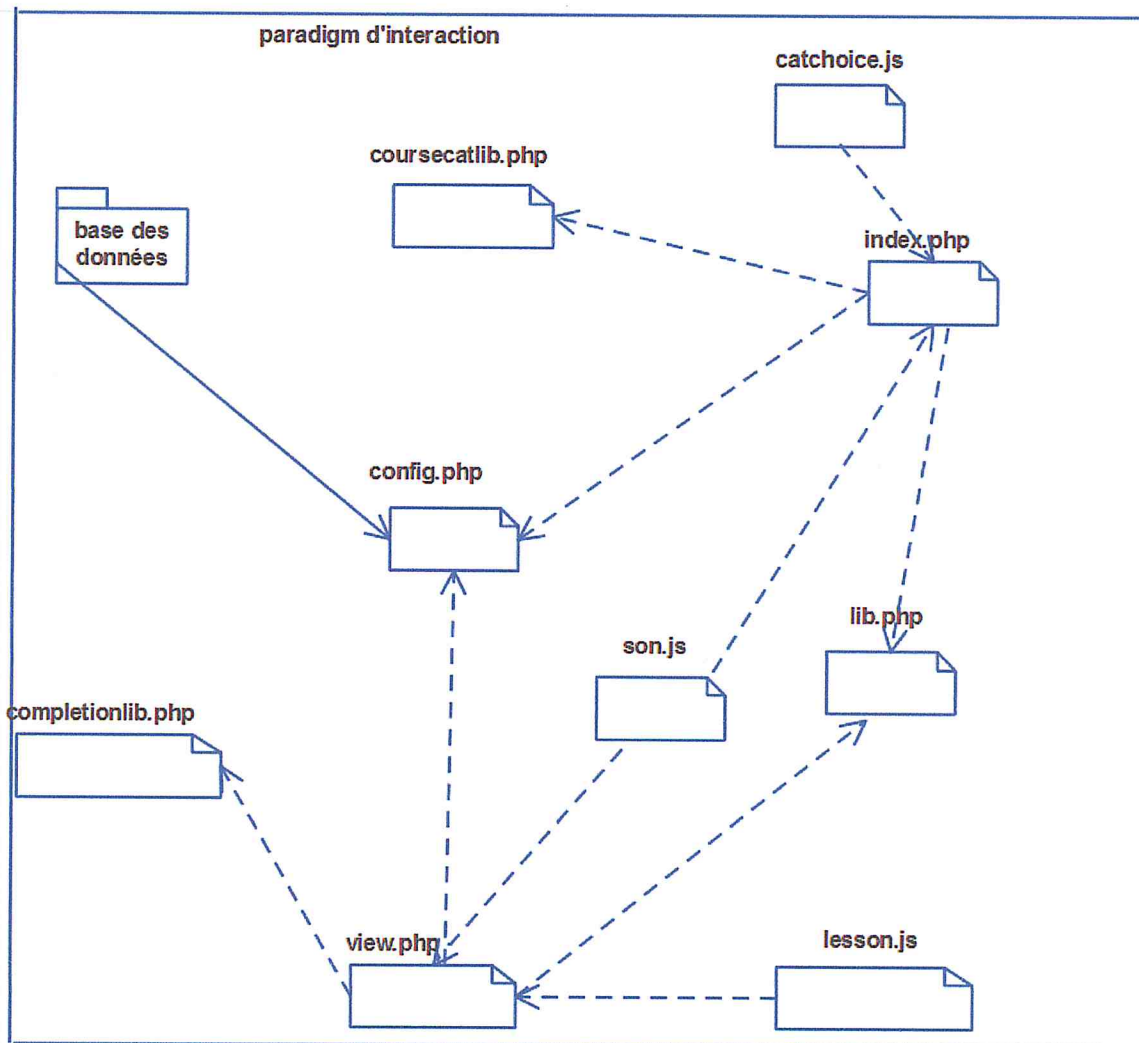 paradigm d'interaction
catchoice.js
coursecatlib.php
base des
données
index.php
config.php
lib.php
son.js
completionlib.php
view.php
lesson.js